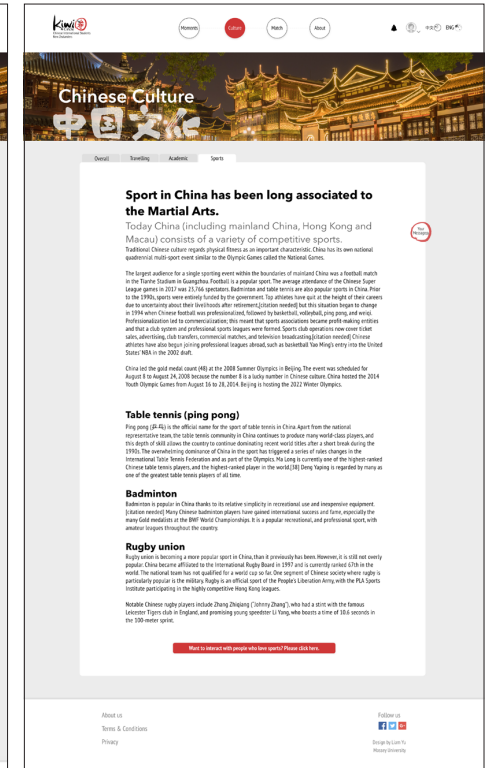 Kiwi
Moments
Culture
Match
About
中文
ENG
Chinese Culture
中国文化
Overall
Travelling
Academic
Sports
Sport in China has been long associated to
the Martial Arts.
Today China (including mainland China, Hong Kong and
Macau) consists of a variety of competitive sports.
Your
Messages
Traditional Chinese culture regards physical fitness as an important characteristic. China has its own national
quadrennial multi-sport event similar to the Olympic Games called the National Games.
The largest audience for a single sporting event within the boundaries of mainland China was a football match
in the Tianhe Stadium in Guangzhou. Football is a popular sport. The average attendance of the Chinese Super
League games in 2017 was 23,766 spectators. Badminton and table tennis are also popular sports in China. Prior
to the 1990s, sports were entirely funded by the government. Top athletes have quit at the height of their careers
due to uncertainty about their livelihoods after retirement.[citation needed] but this situation began to change
in 1994 when Chinese football was professionalized, followed by basketball, volleyball, ping pong, and weiqi.
Professionalization led to commercialization; this meant that sports associations became profit-making entities
and that a club system and professional sports leagues were formed. Sports club operations now cover ticket
sales, advertising, club transfers, commercial matches, and television broadcasting.[citation needed] Chinese
athletes have also begun joining professional leagues abroad, such as basketball Yao Ming's entry into the United
States' NBA in the 2002 draft.
China led the gold medal count (48) at the 2008 Summer Olympics in Beijing. The event was scheduled for
August 8 to August 24, 2008 because the number 8 is a lucky number in Chinese culture. China hosted the 2014
Youth Olympic Games from August 16 to 28, 2014. Beijing is hosting the 2022 Winter Olympics.
Table tennis (ping pong)
Ping pong (乒乓) is the official name for the sport of table tennis in China. Apart from the national
representative team, the table tennis community in China continues to produce many world-class players, and
this depth of skill allows the country to continue dominating recent world titles after a short break during the
1990s. The overwhelming dominance of China in the sport has triggered a series of rules changes in the
International Table Tennis Federation and as part of the Olympics. Ma Long is currently one of the highest-ranked
Chinese table tennis players, and the highest-ranked player in the world.[38] Deng Yaping is regarded by many as
one of the greatest table tennis players of all time.
Badminton
Badminton is popular in China thanks to its relative simplicity in recreational use and inexpensive equipment.
[citation needed] Many Chinese badminton players have gained international success and fame, especially the
many Gold medalists at the BWF World Championships. It is a popular recreational, and professional sport, with
amateur leagues throughout the country.
Rugby union
Rugby union is becoming a more popular sport in China, than it previously has been. However, it is still not overly
popular. China became affiliated to the International Rugby Board in 1997 and is currently ranked 67th in the
world. The national team has not qualified for a world cup so far. One segment of Chinese society where rugby is
particularly popular is the military. Rugby is an official sport of the People's Liberation Army, with the PLA Sports
Institute participating in the highly competitive Hong Kong leagues.
Notable Chinese rugby players include Zhang Zhiqiang ("Johnny Zhang"), who had a stint with the famous
Leicester Tigers club in England, and promising young speedster Li Yang, who boasts a time of 10.6 seconds in
the 100-meter sprint.
Want to interact with people who love sports? Please click here.
About us
Terms & Conditions
Privacy
Follow us
Design by Liam Yu
Massey University